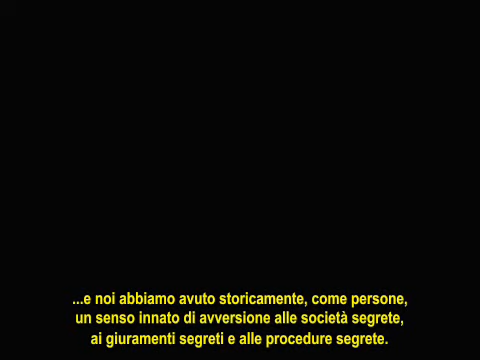 ...e noi abbiamo avuto storicamente, come persone,
un senso innato di avversione alle società segrete,
ai giuramenti segreti e alle procedure segrete.